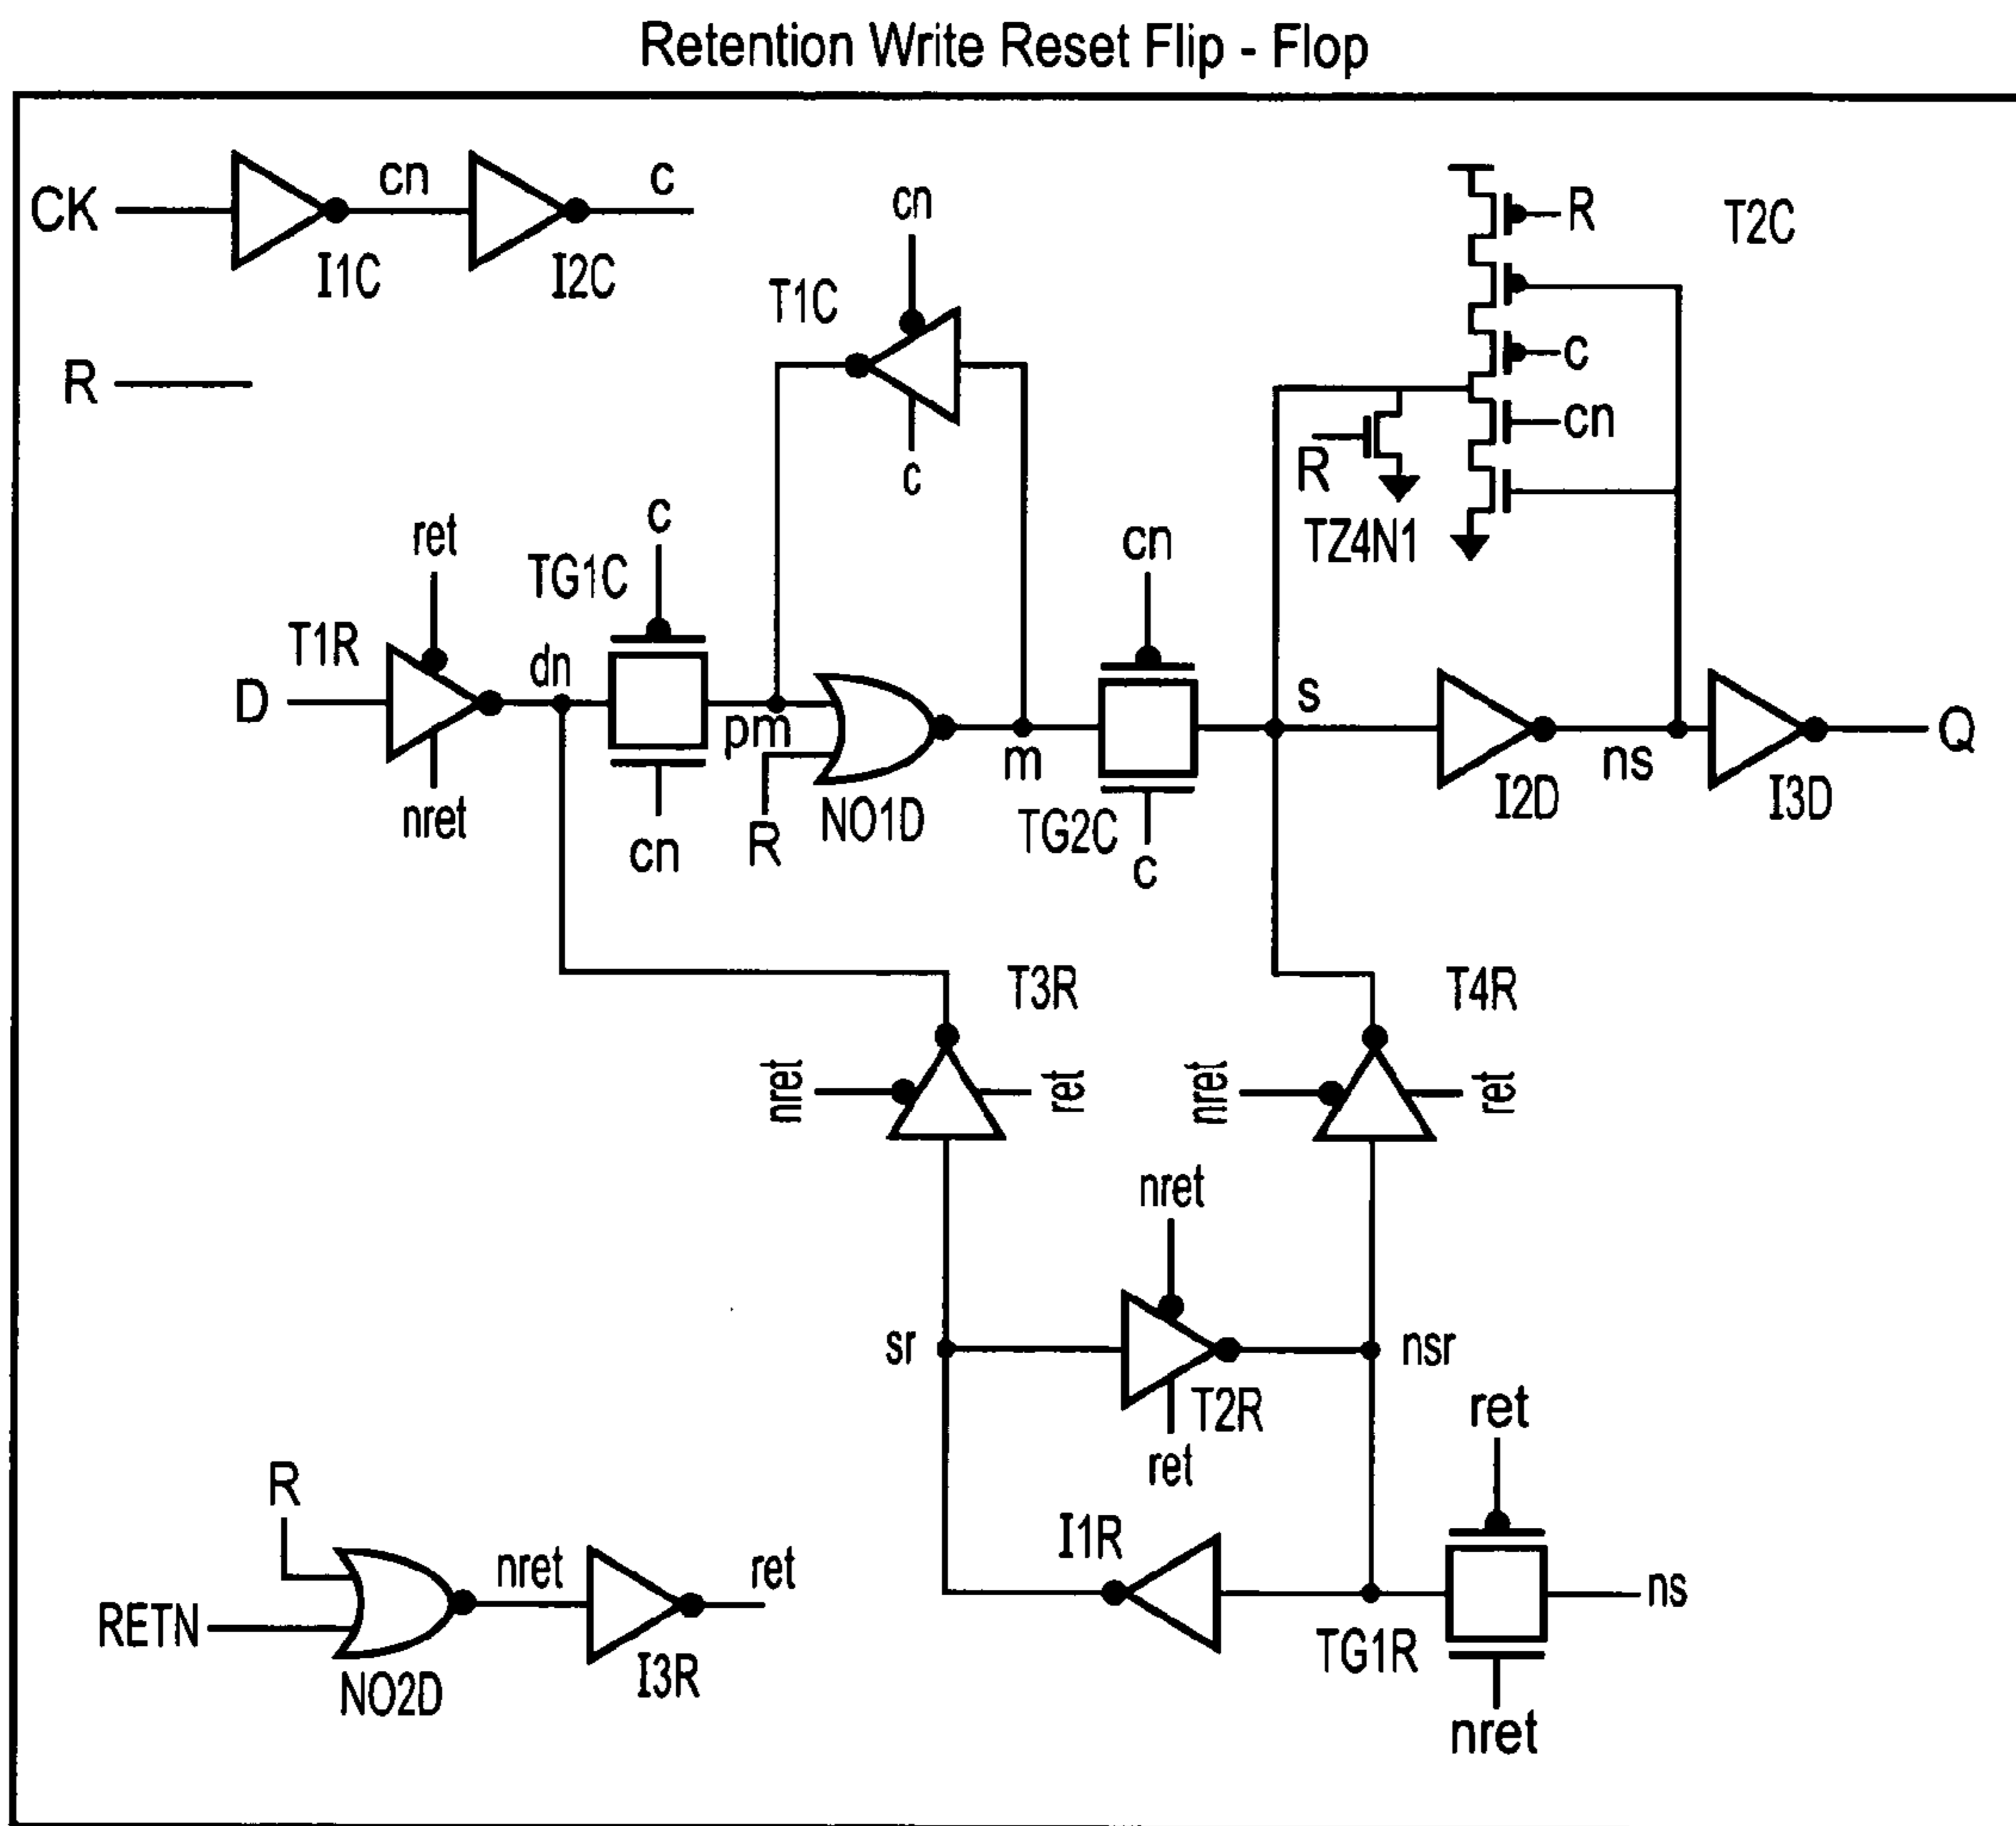 Retention Write Reset Flip - Flop
CK
cn
c
I1C
I2C
R
cn
T1C
c
R
T2C
c
cn
R
TZ4N1
ret
T1R
D
nret
dn
c
TG1C
cn
pm
R
NO1D
m
cn
TG2C
c
s
I2D
ns
I3D
Q
T3R
nret
ret
T4R
nret
ret
nret
sr
nsr
T2R
ret
I1R
ret
ns
TG1R
nret
R
RETN
nret
ret
NO2D
I3R